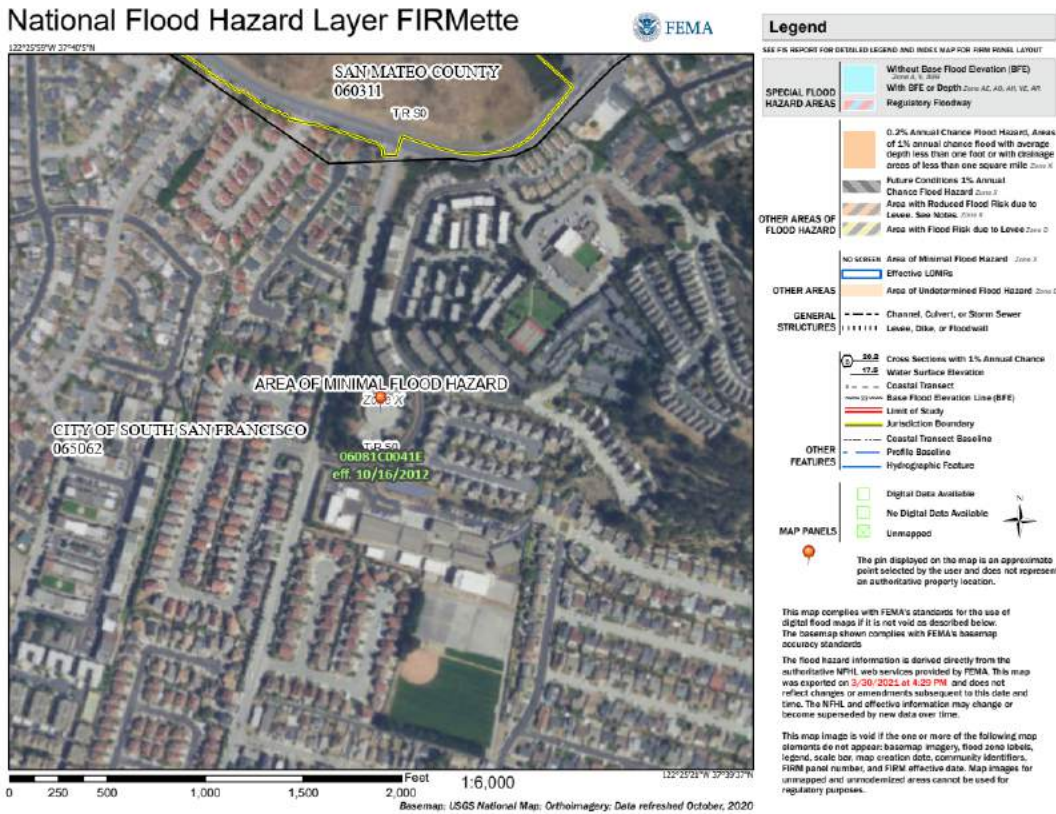 National Flood Hazard Layer FIRMette
FEMA
122°25'59"W 37°40'5"N
SAN MATEO COUNTY
060311
AREA OF MINIMAL FLOOD HAZARD
Zone X
CITY OF SOUTH SAN FRANCISCO
065062
06081C0041E
eff. 10/16/2012
Feet
1:6,000
0 250 500 1,000 1,500 2,000
122°25'21"W 37°39'37"N
Basemap: USGS National Map: Orthoimagery: Data refreshed October, 2020
Legend
SEE FIS REPORT FOR DETAILED LEGEND AND INDEX MAP FOR FIRM PANEL LAYOUT
SPECIAL FLOOD
HAZARD AREAS
Without Base Flood Elevation (BFE)
Zone A, V, A99
With BFE or Depth Zone AE, AO, AH, VE, AR
Regulatory Floodway
OTHER AREAS OF
FLOOD HAZARD
0.2% Annual Chance Flood Hazard, Areas
of 1% annual chance flood with average
depth less than one foot or with drainage
areas of less than one square mile Zone X
Future Conditions 1% Annual
Chance Flood Hazard Zone X
Area with Reduced Flood Risk due to
Levee. See Notes. Zone X
Area with Flood Risk due to Levee Zone D
OTHER AREAS
NO SCREEN Area of Minimal Flood Hazard Zone X
Effective LOMRs
Area of Undetermined Flood Hazard Zone D
GENERAL
STRUCTURES
Channel, Culvert, or Storm Sewer
Levee, Dike, or Floodwall
OTHER
FEATURES
20.2 Cross Sections with 1% Annual Chance
17.5 Water Surface Elevation
Coastal Transect
Base Flood Elevation Line (BFE)
Limit of Study
Jurisdiction Boundary
Coastal Transect Baseline
Profile Baseline
Hydrographic Feature
MAP PANELS
Digital Data Available
No Digital Data Available
Unmapped
N
The pin displayed on the map is an approximate
point selected by the user and does not represent
an authoritative property location.
This map complies with FEMA's standards for the use of
digital flood maps if it is not void as described below.
The basemap shown complies with FEMA's basemap
accuracy standards
The flood hazard information is derived directly from the
authoritative NFHL web services provided by FEMA. This map
was exported on 3/30/2021 at 4:29 PM and does not
reflect changes or amendments subsequent to this date and
time. The NFHL and effective information may change or
become superseded by new data over time.
This map image is void if the one or more of the following map
elements do not appear: basemap imagery, flood zone labels,
legend, scale bar, map creation date, community identifiers,
FIRM panel number, and FIRM effective date. Map images for
unmapped and unmodernized areas cannot be used for
regulatory purposes.